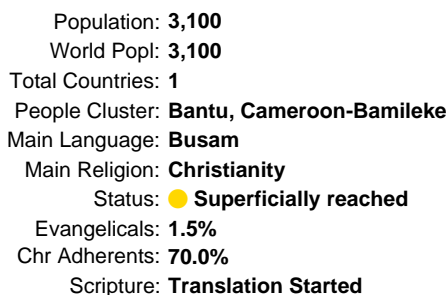 Population: 3,100
World Popl: 3,100
Total Countries: 1
People Cluster: Bantu, Cameroon-Bamileke
Main Language: Busam
Main Religion: Christianity
Status: Superficially reached
Evangelicals: 1.5%
Chr Adherents: 70.0%
Scripture: Translation Started